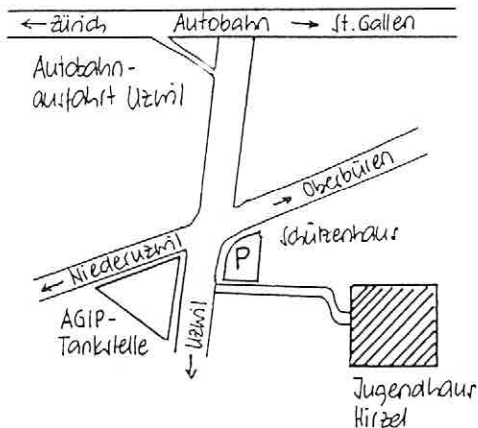 ← Zürich Autobahn → St. Gallen
Autobahn-
ausfahrt Uzwil
→ Oberbüren
Schützenhaus
P
← Niederuzwil
AGIP-
Tankstelle
Uzwil →
Jugendhaus
Hirzel